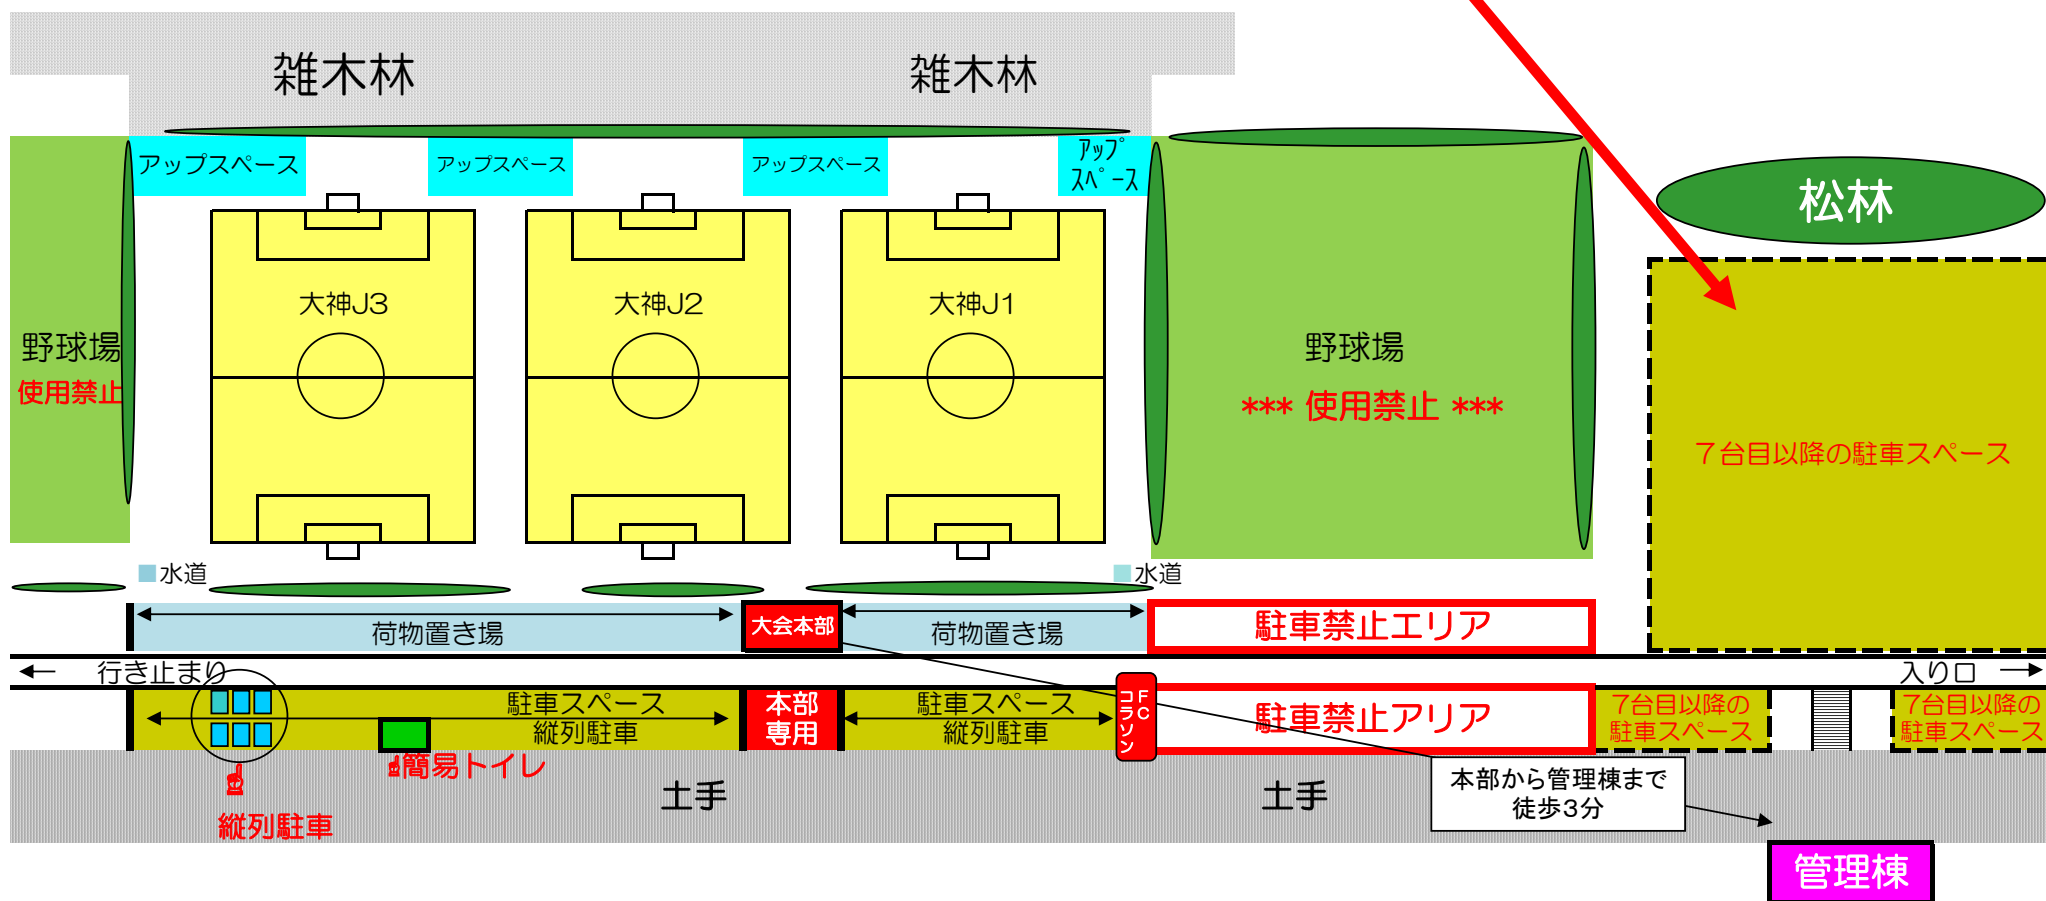 雑木林
雑木林
アップスペース
アップスペース
アップスペース
ｱｯﾌﾟ
ｽﾍﾟｰｽ
松林
大神J3
大神J2
大神J1
野球場
使用禁止
野球場
*** 使用禁止 ***
７台目以降の駐車スペース
水道
水道
荷物置き場
大会本部
荷物置き場
駐車禁止エリア
行き止まり
入り口
駐車スペース
縦列駐車
本部
専用
駐車スペース
縦列駐車
FC
コラソン
駐車禁止アリア
７台目以降の
駐車スペース
７台目以降の
駐車スペース
☝簡易トイレ
☝
縦列駐車
土手
土手
本部から管理棟まで
徒歩３分
管理棟